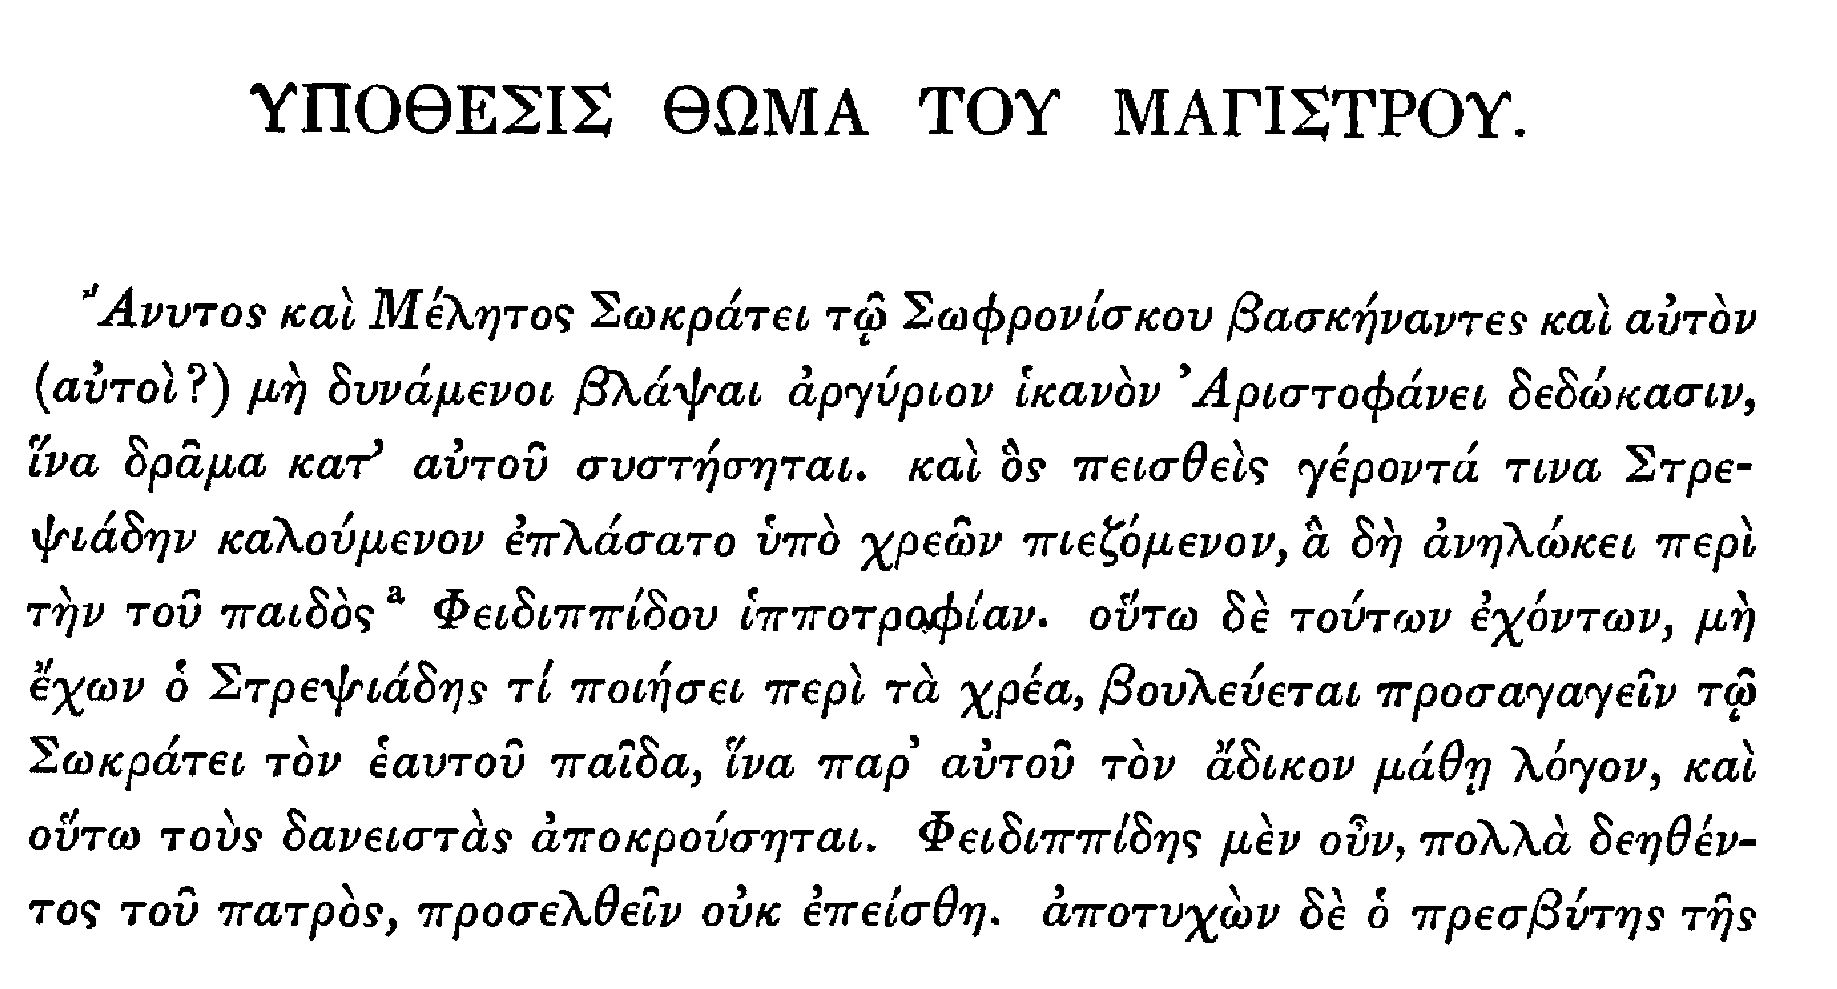 ΥΠΟΘΕΣΙΣ ΘΩΜΑ ΤΟΥ ΜΑΓΙΣΤΡΟΥ.
Ἄνυτος καὶ Μέλητος Σωκράτει τῷ Σωφρονίσκου βασκήναντες καὶ αὐτὸν
(αὐτοὶ?) μὴ δυνάμενοι βλάψαι ἀργύριον ἱκανὸν Ἀριστοφάνει δεδώκασιν,
ἵνα δρᾶμα κατ’ αὐτοῦ συστήσηται. καὶ ὃς πεισθεὶς γέροντά τινα Στρε-
ψιάδην καλούμενον ἐπλάσατο ὑπὸ χρεῶν πιεζόμενον, ἃ δὴ ἀνηλώκει περὶ
τὴν τοῦ παιδὸς ª Φειδιππίδου ἱπποτροφίαν. οὕτω δὲ τούτων ἐχόντων, μὴ
ἔχων ὁ Στρεψιάδης τί ποιήσει περὶ τὰ χρέα, βουλεύεται προσαγαγεῖν τῷ
Σωκράτει τὸν ἑαυτοῦ παῖδα, ἵνα παρ’ αὐτοῦ τὸν ἄδικον μάθῃ λόγον, καὶ
οὕτω τοὺς δανειστὰς ἀποκρούσηται. Φειδιππίδης μὲν οὖν, πολλὰ δεηθέν-
τος τοῦ πατρὸς, προσελθεῖν οὐκ ἐπείσθη. ἀποτυχὼν δὲ ὁ πρεσβύτης τῆς